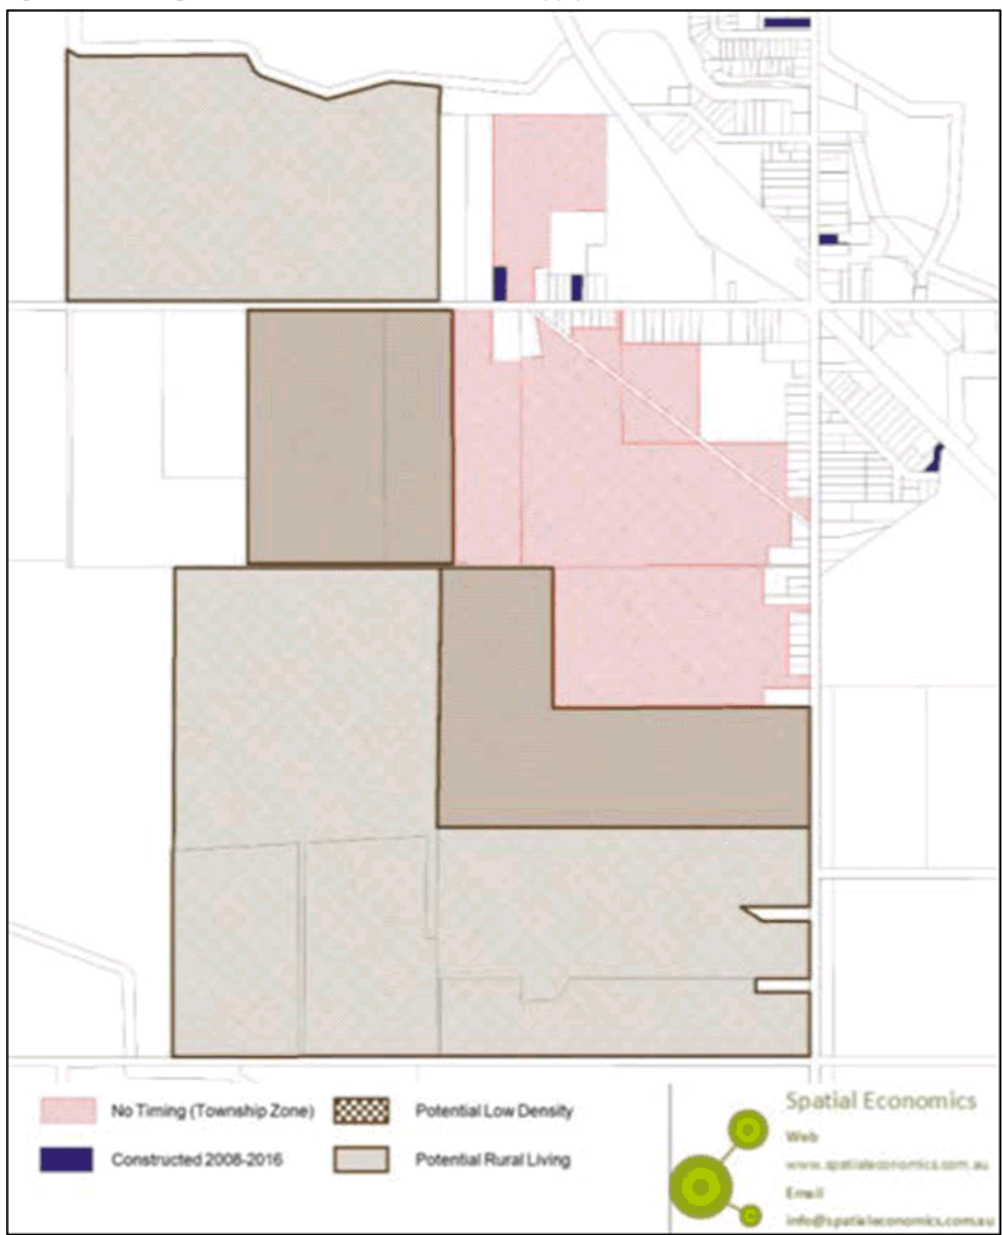 No Timing (Township Zone)
Potential Low Density
Constructed 2008-2016
Potential Rural Living
Spatial Economics
Web
www.spatialeconomics.com.au
Email
info@spatialeconomics.com.au